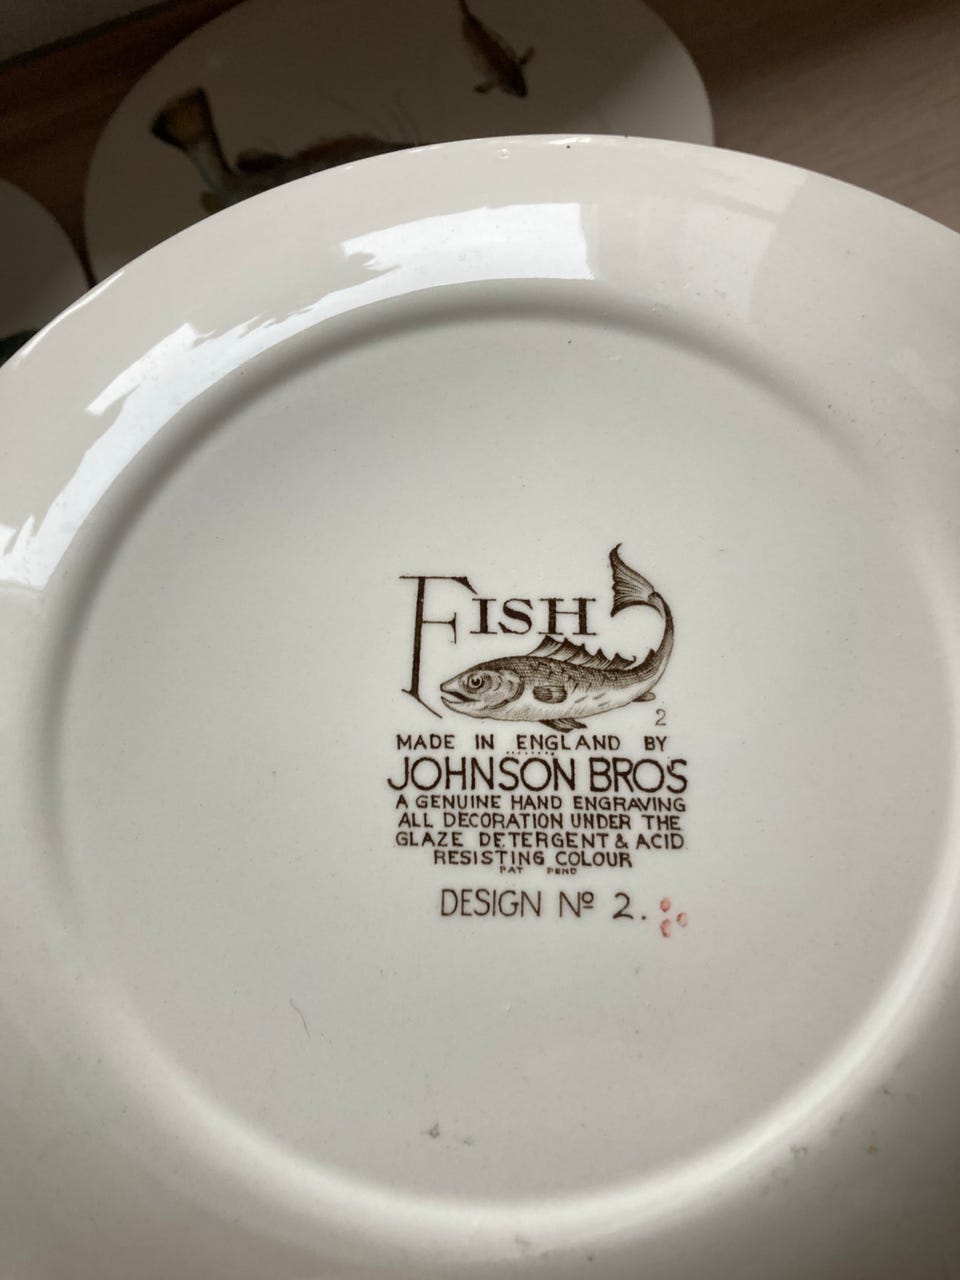 FISH
2
MADE IN ENGLAND BY
JOHNSON BRO'S
A GENUINE HAND ENGRAVING
ALL DECORATION UNDER THE
GLAZE DETERGENT & ACID
RESISTING COLOUR
PAT PEND
DESIGN Nº 2.